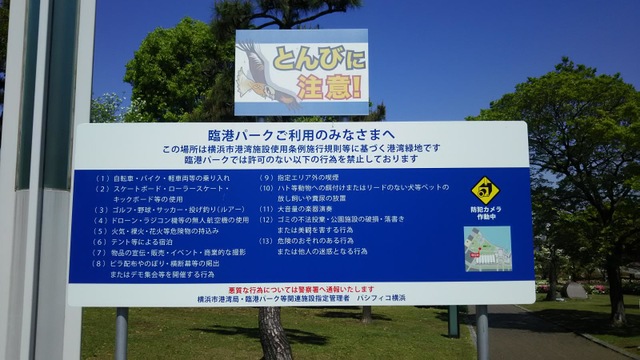 とんびに
注意!
臨港パークご利用のみなさまへ
この場所は横浜市港湾施設使用条例施行規則等に基づく港湾緑地です
臨港パークでは許可のない以下の行為を禁止しております
(1)自転車・バイク・軽車両等の乗り入れ
(2)スケートボード・ローラースケート・
キックボード等の使用
(3)ゴルフ・野球・サッカー・投げ釣り(ルアー)
(4)ドローン・ラジコン機等の無人航空機の使用
(5)火気・裸火・花火等危険物の持込み
(6)テント等による宿泊
(7)物品の宣伝・販売・イベント・商業的な撮影
(8)ビラ配布やのぼり・横断幕等の掲出
またはデモ集会等を開催する行為
(9)指定エリア外の喫煙
(10)ハト等動物への餌付けまたはリードのない犬等ペットの
放し飼いや糞尿の放置
(11)大音量の楽器演奏
(12)ゴミの不法投棄・公園施設の破損・落書き
または美観を害する行為
(13)危険のおそれのある行為
または他人の迷惑となる行為
防犯カメラ
作動中
悪質な行為については警察署へ通報いたします
横浜市港湾局・臨港パーク等関連施設指定管理者 パシフィコ横浜